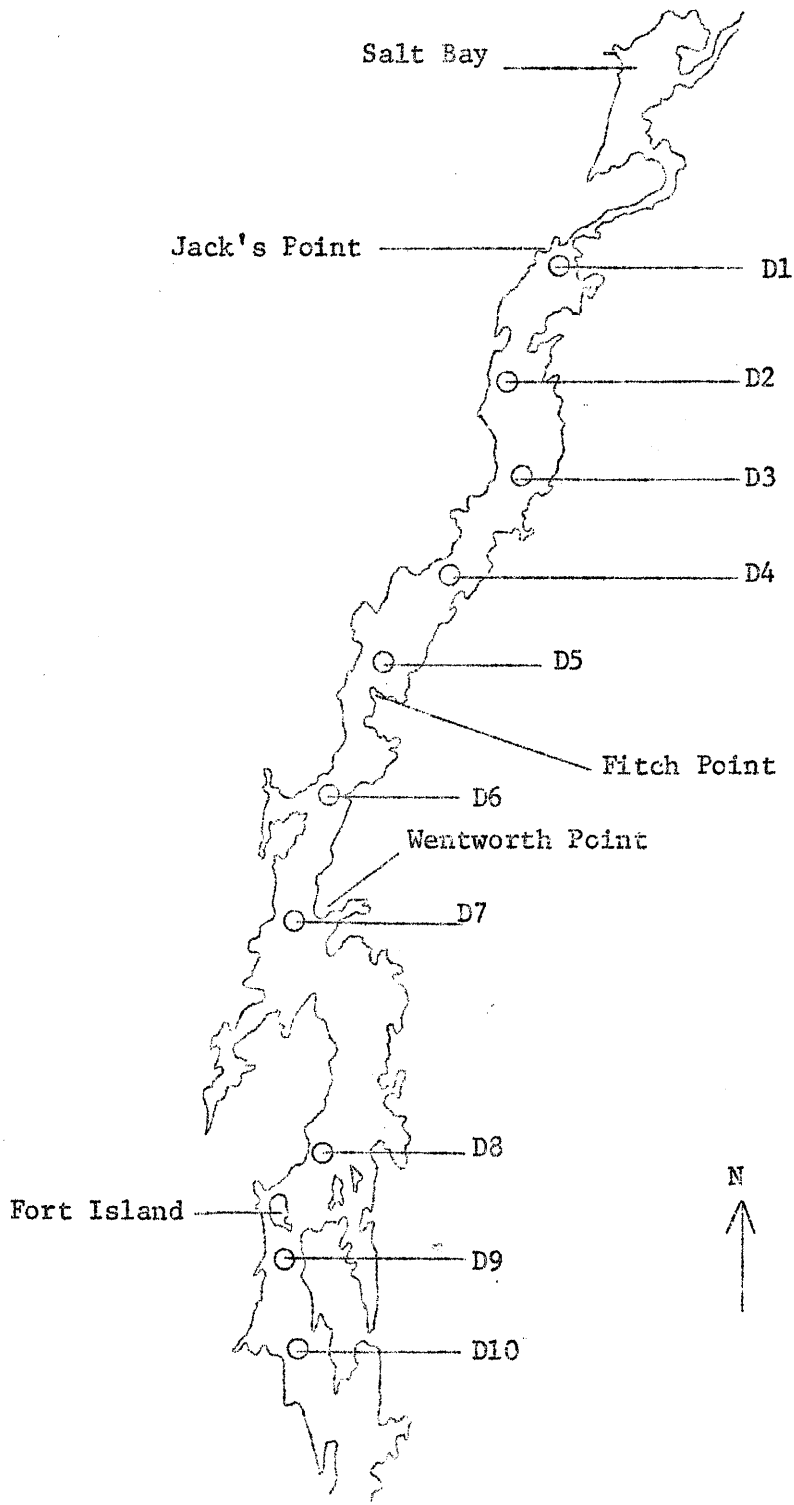 Salt Bay
Jack's Point
D1
D2
D3
D4
D5
Fitch Point
D6
Wentworth Point
D7
D8
N
Fort Island
D9
D10